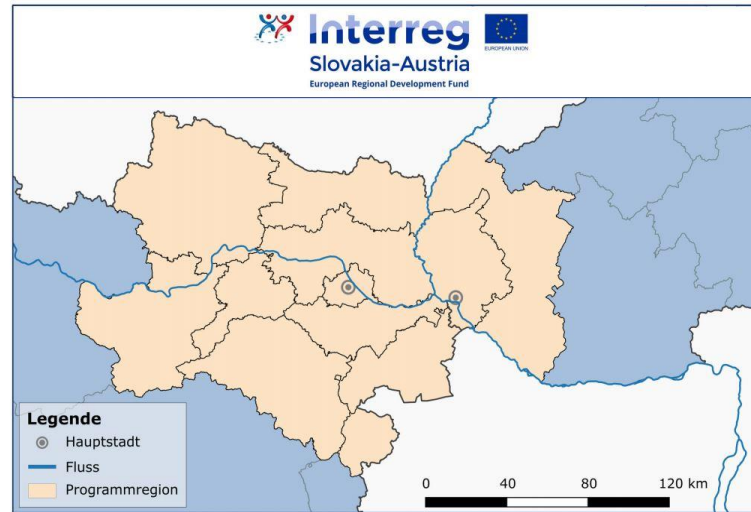 Interreg
EUROPEAN UNION
Slovakia-Austria
European Regional Development Fund
Legende
Hauptstadt
Fluss
Programmregion
0 40 80 120 km